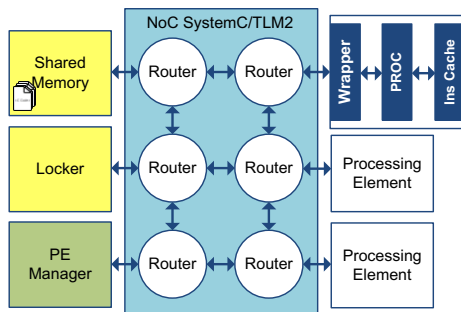 NoC SystemC/TLM2
Shared
Memory
Router
Router
Wrapper
PROC
Ins Cache
Locker
Router
Router
Processing
Element
PE
Manager
Router
Router
Processing
Element